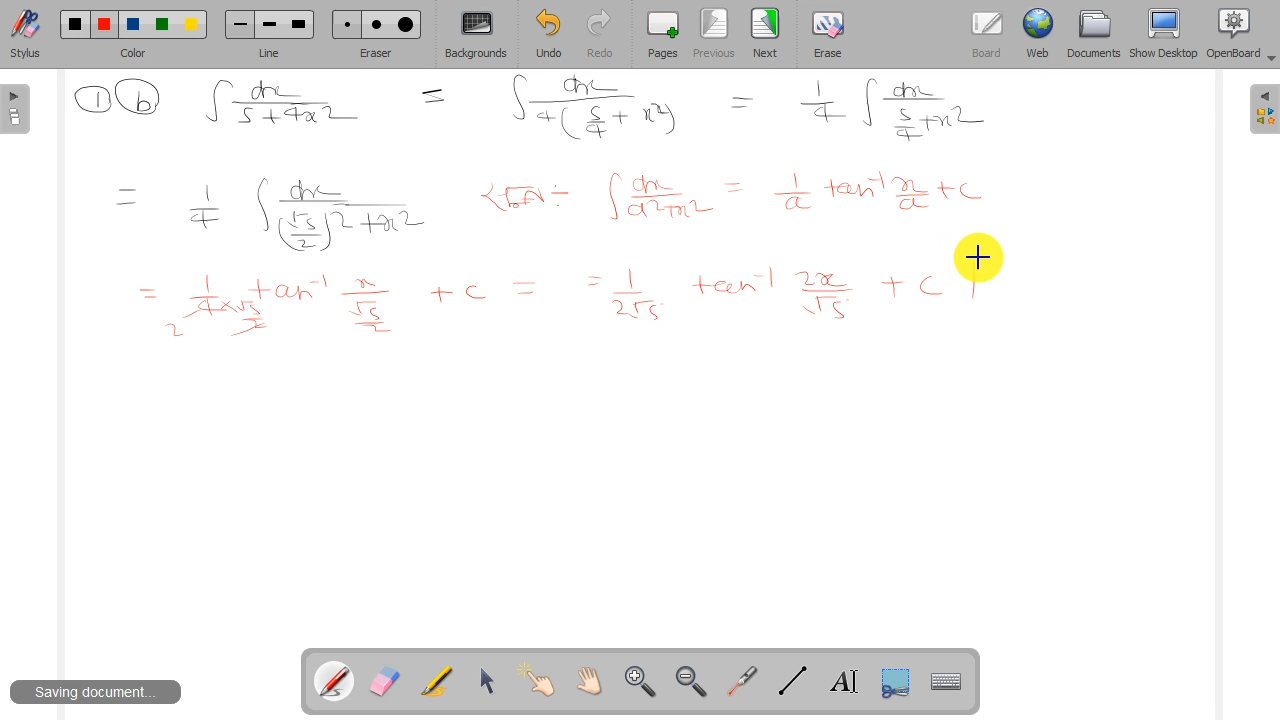 Stylus Color Line Eraser Backgrounds Undo Redo Pages Previous Next Erase Board Web Documents Show Desktop OpenBoard
1 b ∫ dx/(5 + 4x²) = ∫ dx/(4(5/4 + x²)) = 1/4 ∫ dx/(5/4 + x²)
= 1/4 ∫ dx/((√5/2)² + x²) ÷ ∫ dx/(a² + x²) = 1/a tan⁻¹ x/a + c
= 1/(4 × √5/2) tan⁻¹ x/(√5/2) + c = = 1/(2√5) tan⁻¹ 2x/√5 + c
2
Saving document...